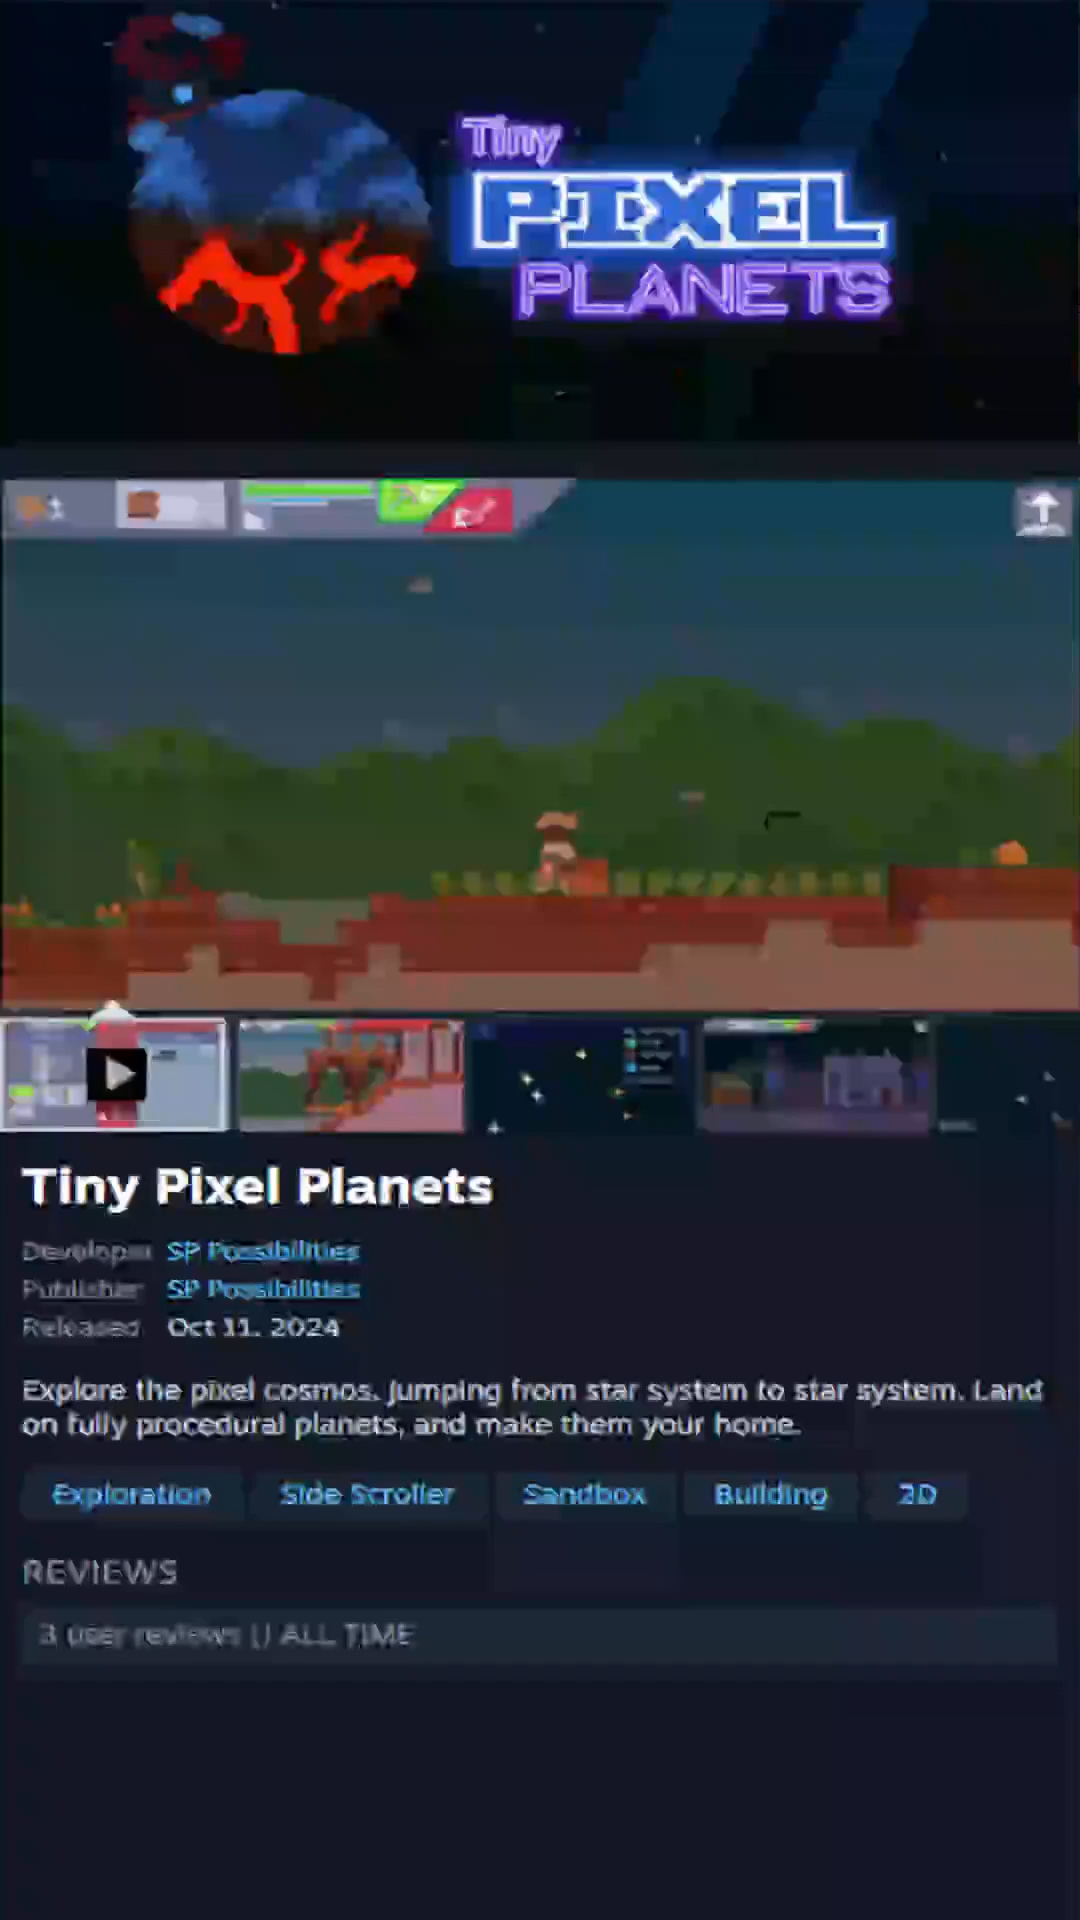 Tiny
PIXEL
PLANETS
Tiny Pixel Planets
Developer SP Possibilities
Publisher SP Possibilities
Released Oct 11, 2024
Explore the pixel cosmos. Jumping from star system to star system. Land
on fully procedural planets, and make them your home.
Exploration Side Scroller Sandbox Building 2D
REVIEWS
3 user reviews () ALL TIME